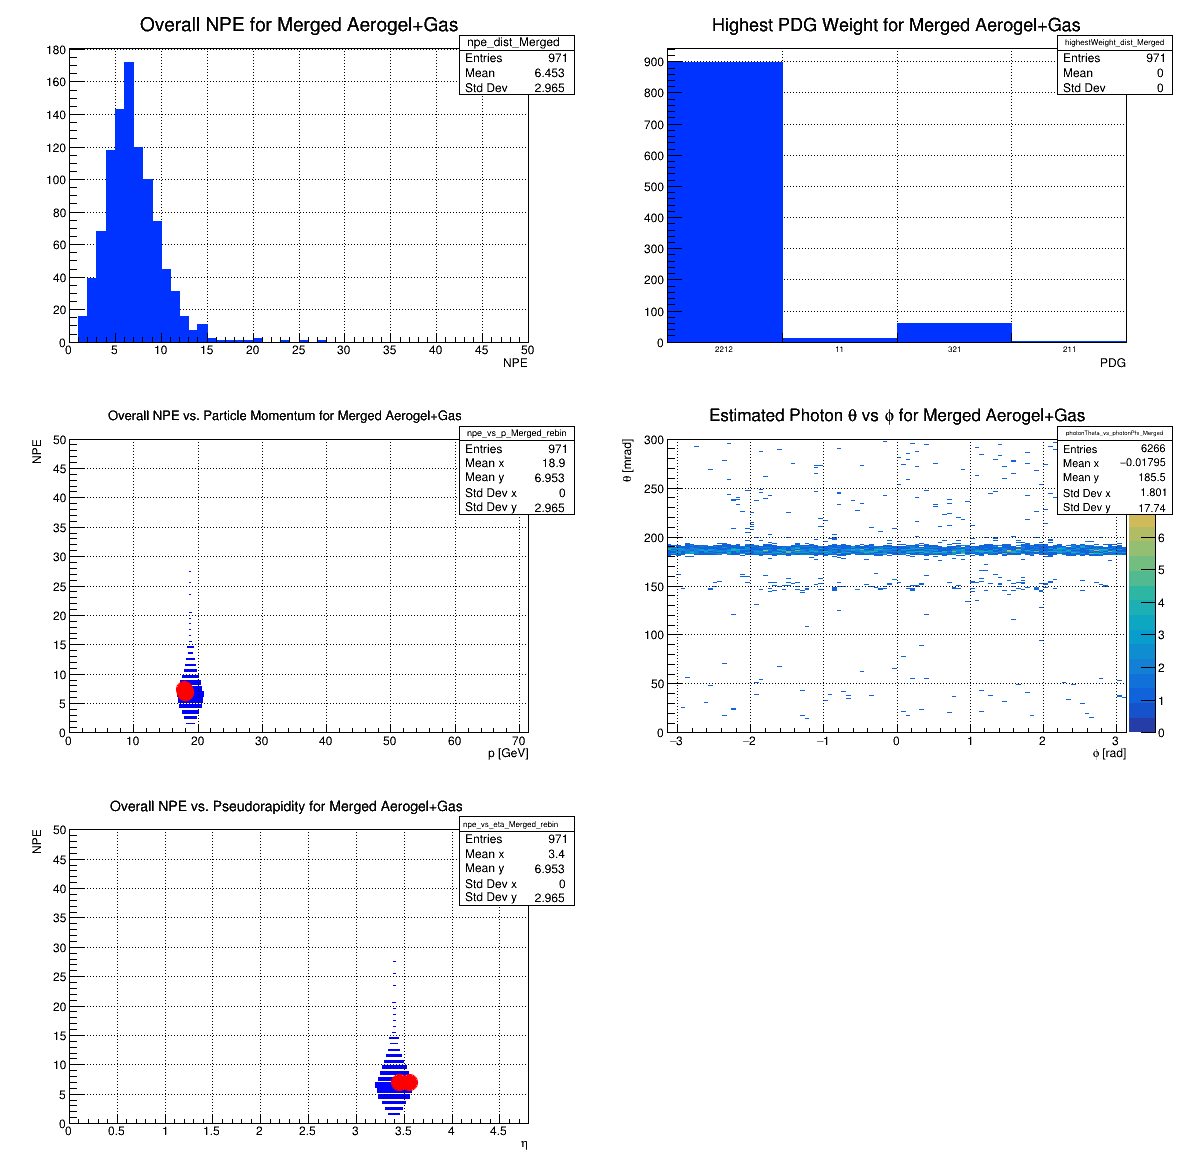 Overall NPE for Merged Aerogel+Gas
npe_dist_Merged
Entries 971
Mean 6.453
Std Dev 2.965
180
160
140
120
100
80
60
40
20
0
0 5 10 15 20 25 30 35 40 45 50
NPE
Highest PDG Weight for Merged Aerogel+Gas
highestWeight_dist_Merged
Entries 971
Mean 0
Std Dev 0
900
800
700
600
500
400
300
200
100
0
2212 11 321 211
PDG
Overall NPE vs. Particle Momentum for Merged Aerogel+Gas
npe_vs_p_Merged_rebin
Entries 971
Mean x 18.9
Mean y 6.953
Std Dev x 0
Std Dev y 2.965
NPE
50
45
40
35
30
25
20
15
10
5
0
0 10 20 30 40 50 60 70
p [GeV]
Estimated Photon θ vs ϕ for Merged Aerogel+Gas
photonTheta_vs_photonPhi_Merged
Entries 6266
Mean x −0.01795
Mean y 185.5
Std Dev x 1.801
Std Dev y 17.74
θ [mrad]
300
250
200
150
100
50
0
−3 −2 −1 0 1 2 3
ϕ [rad]
6
5
4
3
2
1
0
Overall NPE vs. Pseudorapidity for Merged Aerogel+Gas
npe_vs_eta_Merged_rebin
Entries 971
Mean x 3.4
Mean y 6.953
Std Dev x 0
Std Dev y 2.965
NPE
50
45
40
35
30
25
20
15
10
5
0
0 0.5 1 1.5 2 2.5 3 3.5 4 4.5
η